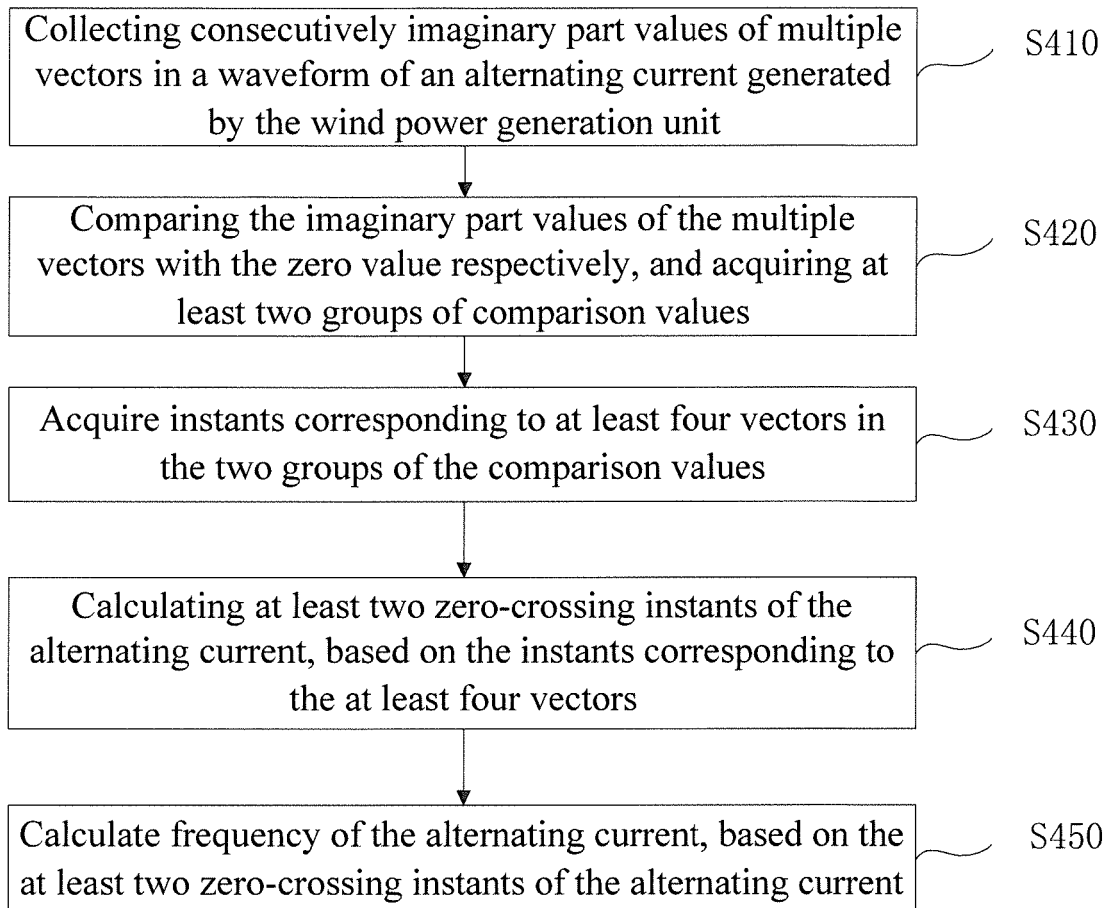 Collecting consecutively imaginary part values of multiple
vectors in a waveform of an alternating current generated
by the wind power generation unit
S410
Comparing the imaginary part values of the multiple
vectors with the zero value respectively, and acquiring at
least two groups of comparison values
S420
Acquire instants corresponding to at least four vectors in
the two groups of the comparison values
S430
Calculating at least two zero-crossing instants of the
alternating current, based on the instants corresponding to
the at least four vectors
S440
Calculate frequency of the alternating current, based on the
at least two zero-crossing instants of the alternating current
S450